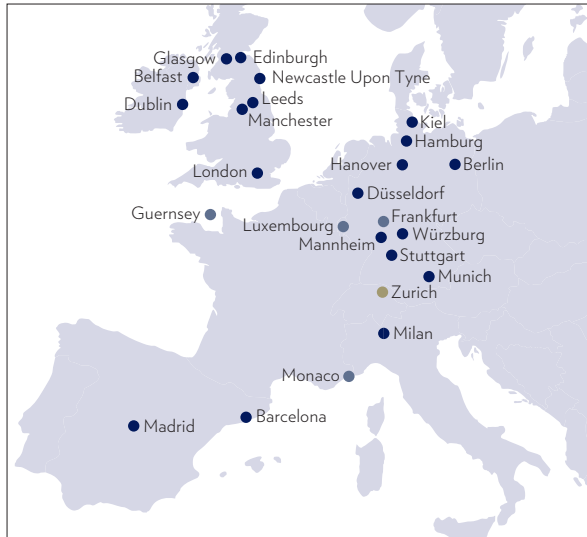 Glasgow
Edinburgh
Belfast
Newcastle Upon Tyne
Dublin
Leeds
Manchester
London
Kiel
Hamburg
Hanover
Berlin
Düsseldorf
Guernsey
Frankfurt
Luxembourg
Würzburg
Mannheim
Stuttgart
Munich
Zurich
Milan
Monaco
Madrid
Barcelona